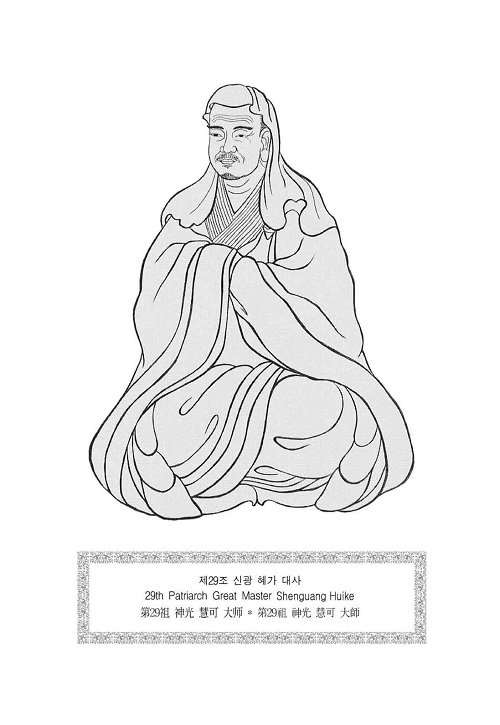 제29조 신광 혜가 대사
29th Patriarch Great Master Shenguang Huike
第29祖 神光 慧可 大师 * 第29祖 神光 慧可 大師